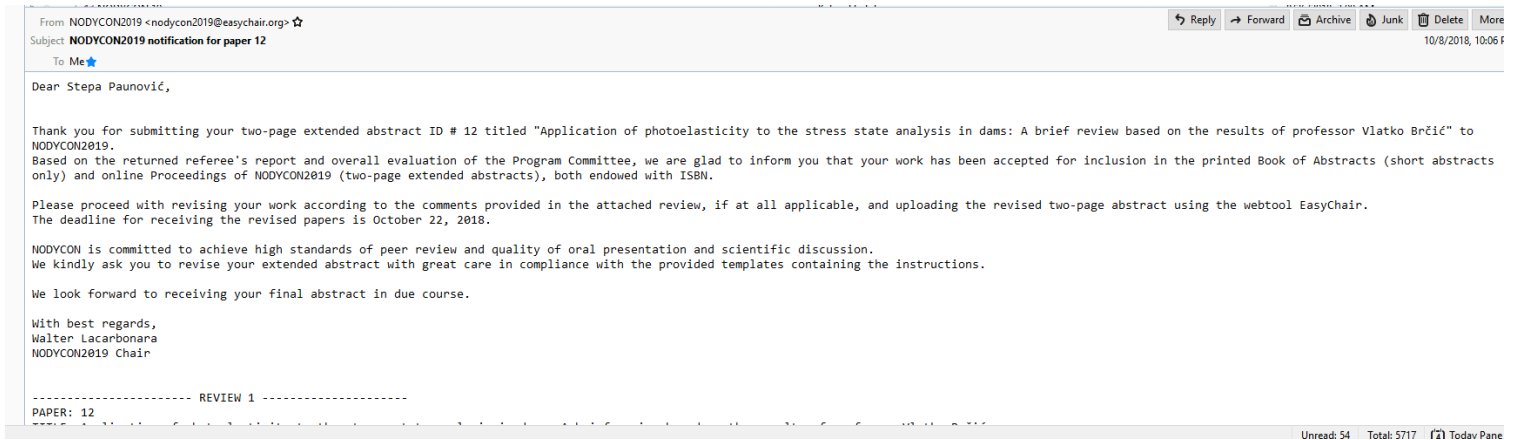 From NODYCON2019 <nodycon2019@easychair.org>
Reply Forward Archive Junk Delete More
Subject NODYCON2019 notification for paper 12
10/8/2018, 10:06
To Me
Dear Stepa Paunović,
Thank you for submitting your two-page extended abstract ID # 12 titled "Application of photoelasticity to the stress state analysis in dams: A brief review based on the results of professor Vlatko Brčić" to
NODYCON2019.
Based on the returned referee's report and overall evaluation of the Program Committee, we are glad to inform you that your work has been accepted for inclusion in the printed Book of Abstracts (short abstracts
only) and online Proceedings of NODYCON2019 (two-page extended abstracts), both endowed with ISBN.
Please proceed with revising your work according to the comments provided in the attached review, if at all applicable, and uploading the revised two-page abstract using the webtool EasyChair.
The deadline for receiving the revised papers is October 22, 2018.
NODYCON is committed to achieve high standards of peer review and quality of oral presentation and scientific discussion.
We kindly ask you to revise your extended abstract with great care in compliance with the provided templates containing the instructions.
We look forward to receiving your final abstract in due course.
With best regards,
Walter Lacarbonara
NODYCON2019 Chair
----------------------- REVIEW 1 ---------------------
PAPER: 12
Unread: 54 Total: 5717 Today Pane